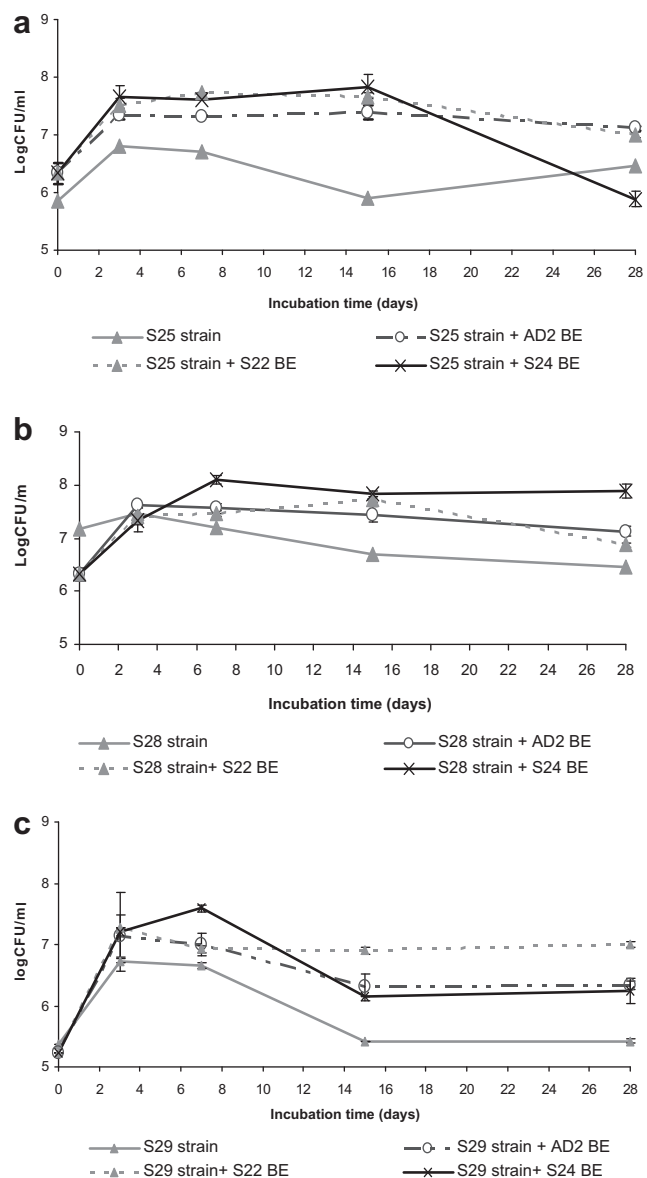 a
LogCFU/ml
9
8
7
6
5
0 2 4 6 8 10 12 14 16 18 20 22 24 26 28
Incubation time (days)
S25 strain
S25 strain + AD2 BE
S25 strain + S22 BE
S25 strain + S24 BE
b
LogCFU/m
9
8
7
6
5
0 2 4 6 8 10 12 14 16 18 20 22 24 26 28
Incubation time (days)
S28 strain
S28 strain + AD2 BE
S28 strain+ S22 BE
S28 strain + S24 BE
c
logCFU/ml
9
8
7
6
5
0 2 4 6 8 10 12 14 16 18 20 22 24 26 28
Incubation time (days)
S29 strain
S29 strain + AD2 BE
S29 strain+ S22 BE
S29 strain+ S24 BE